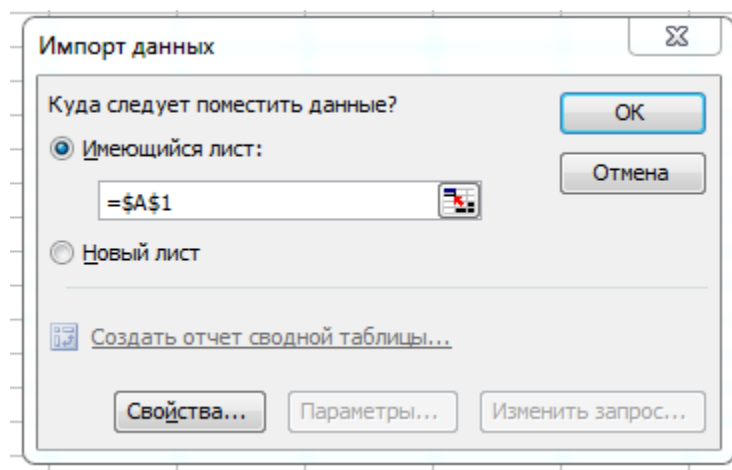 Импорт данных
Куда следует поместить данные?
Имеющийся лист:
=$A$1
Новый лист
Создать отчет сводной таблицы...
ОК
Отмена
Свойства... Параметры... Изменить запрос...